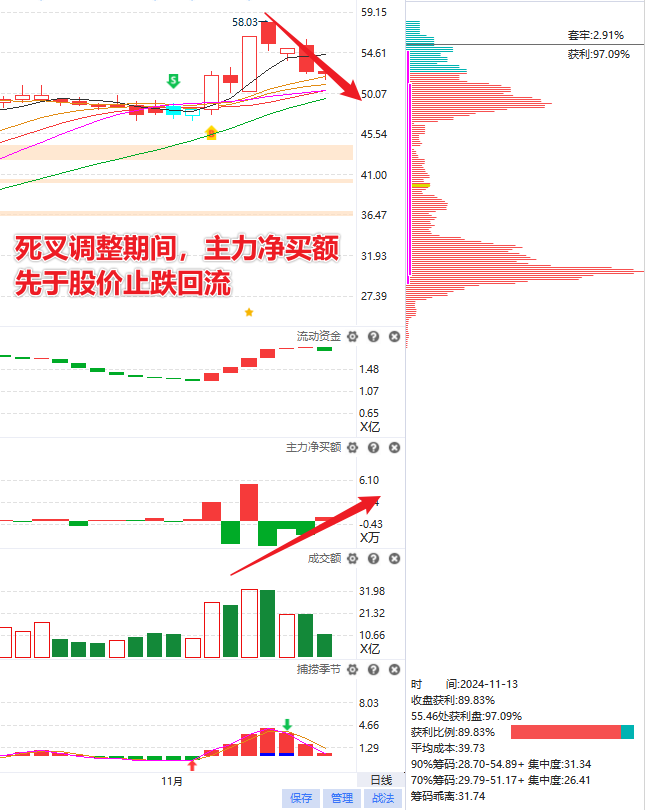 58.03
59.15
54.61
50.07
45.54
41.00
36.47
31.93
27.39
套牢:2.91%
获利:97.09%
S
死叉调整期间，主力净买额
先于股价止跌回流
流动资金
1.48
1.07
0.65
X亿
主力净买额
6.10
-0.43
X万
成交额
31.98
21.32
10.66
X亿
捕捞季节
8.03
4.66
1.29
11月
日线
保存 管理 战法
时 间:2024-11-13
收盘获利:89.83%
55.46处获利盘:97.09%
获利比例:89.83%
平均成本:39.73
90%筹码:28.70-54.89+ 集中度:31.34
70%筹码:29.79-51.17+ 集中度:26.41
筹码乖离:31.74